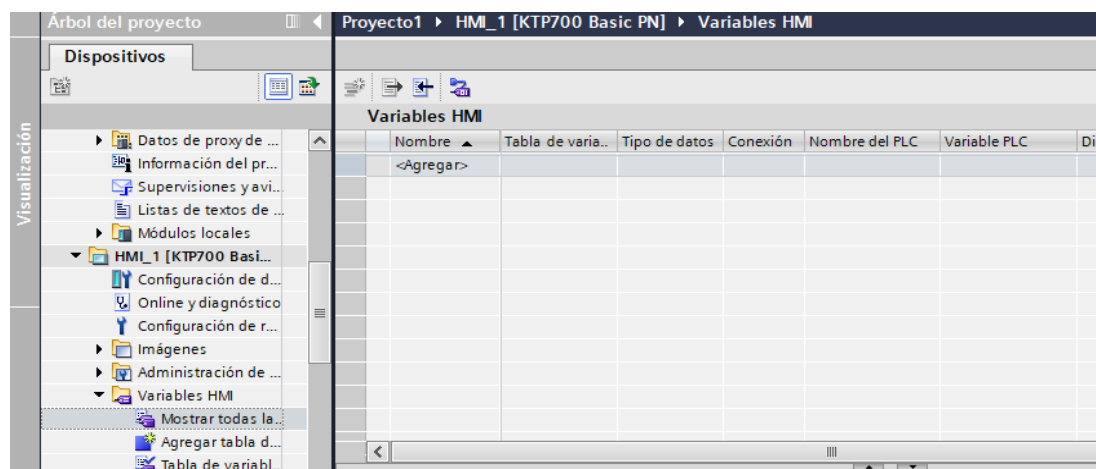 Árbol del proyecto
Proyecto1 ▸ HMI_1 [KTP700 Basic PN] ▸ Variables HMI
Dispositivos
Visualización
Variables HMI
Nombre Tabla de varia.. Tipo de datos Conexión Nombre del PLC Variable PLC Di
<Agregar>
Datos de proxy de ...
Información del pr...
Supervisiones y avi...
Listas de textos de ...
Módulos locales
HMI_1 [KTP700 Basi...
Configuración de d...
Online y diagnóstico
Configuración de r...
Imágenes
Administración de ...
Variables HMI
Mostrar todas la..
Agregar tabla d...
Tabla de variabl...